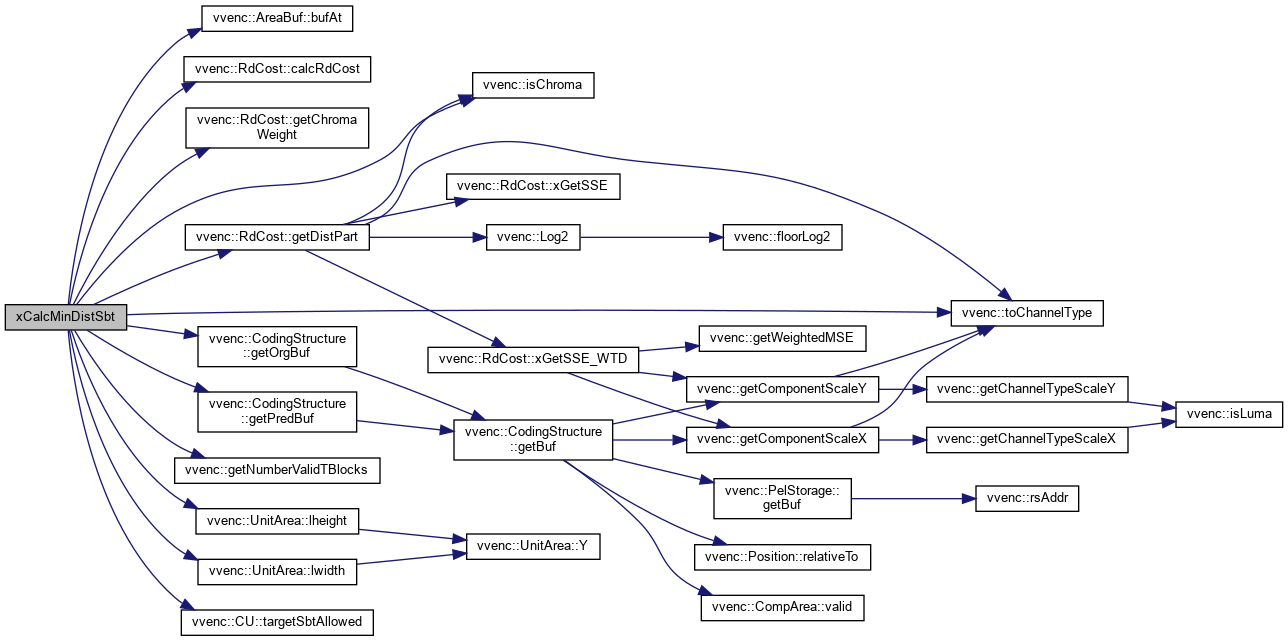 xCalcMinDistSbt
vvenc::AreaBuf::bufAt
vvenc::RdCost::calcRdCost
vvenc::RdCost::getChroma
Weight
vvenc::isChroma
vvenc::RdCost::getDistPart
vvenc::RdCost::xGetSSE
vvenc::Log2
vvenc::floorLog2
vvenc::toChannelType
vvenc::CodingStructure
::getOrgBuf
vvenc::RdCost::xGetSSE_WTD
vvenc::getWeightedMSE
vvenc::getComponentScaleY
vvenc::getChannelTypeScaleY
vvenc::isLuma
vvenc::CodingStructure
::getPredBuf
vvenc::CodingStructure
::getBuf
vvenc::getComponentScaleX
vvenc::getChannelTypeScaleX
vvenc::getNumberValidTBlocks
vvenc::PelStorage::
getBuf
vvenc::rsAddr
vvenc::UnitArea::lheight
vvenc::UnitArea::Y
vvenc::Position::relativeTo
vvenc::UnitArea::lwidth
vvenc::CompArea::valid
vvenc::CU::targetSbtAllowed